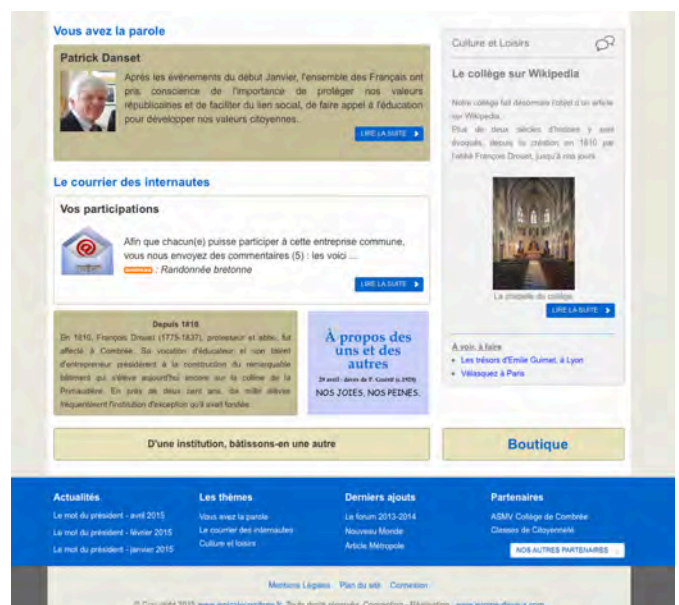 Vous avez la parole
Patrick Danset
Après les événements du début Janvier, l'ensemble des Français ont
pris conscience de l'importance de protéger nos valeurs
républicaines et de faciliter du lien social, de faire appel à l'éducation
pour développer nos valeurs citoyennes.
LIRE LA SUITE
Le courrier des internautes
Vos participations
Afin que chacun(e) puisse participer à cette entreprise commune,
vous nous envoyez des commentaires (5) : les voici ...
: Randonnée bretonne
LIRE LA SUITE
Depuis 1810
En 1810, François Drouet (1775-1837), professeur et abbé, fut
affecté à Combrée. Sa vocation d'éducateur et son talent
d'entrepreneur présidèrent à la construction du remarquable
bâtiment qui s'élève aujourd'hui encore sur la colline de la
Primaudière. En près de deux cent ans, dix mille élèves
fréquentèrent l'institution d'exception qu'il avait fondée.
À propos des
uns et des
autres
29 avril : décès de P. Gourit (c.1929)
NOS JOIES, NOS PEINES.
Culture et Loisirs
Le collège sur Wikipedia
Notre collège fait désormais l'objet d'un article
sur Wikipedia.
Plus de deux siècles d'histoire y sont
évoqués, depuis la création en 1810 par
l'abbé François Drouet, jusqu'à nos jours
La chapelle du collège
LIRE LA SUITE
A voir, à faire
Les trésors d'Emile Guimet, à Lyon
Vélasquez à Paris
D'une institution, bâtissons-en une autre
Boutique
Actualités
Le mot du président - avril 2015
Le mot du président - février 2015
Le mot du président - janvier 2015
Les thèmes
Vous avez la parole
Le courrier des internautes
Culture et loisirs
Derniers ajouts
Le forum 2013-2014
Nouveau Monde
Article Métropole
Partenaires
ASMV Collège de Combrée
Classes de Citoyenneté
NOS AUTRES PARTENAIRES
Mentions Légales Plan du site Connexion